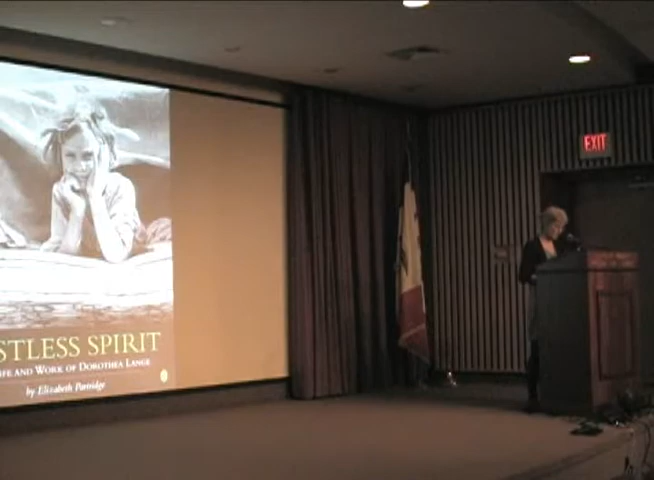 EXIT
STLESS SPIRIT
IFE AND WORK OF DOROTHEA LANGE
by Elizabeth Partridge